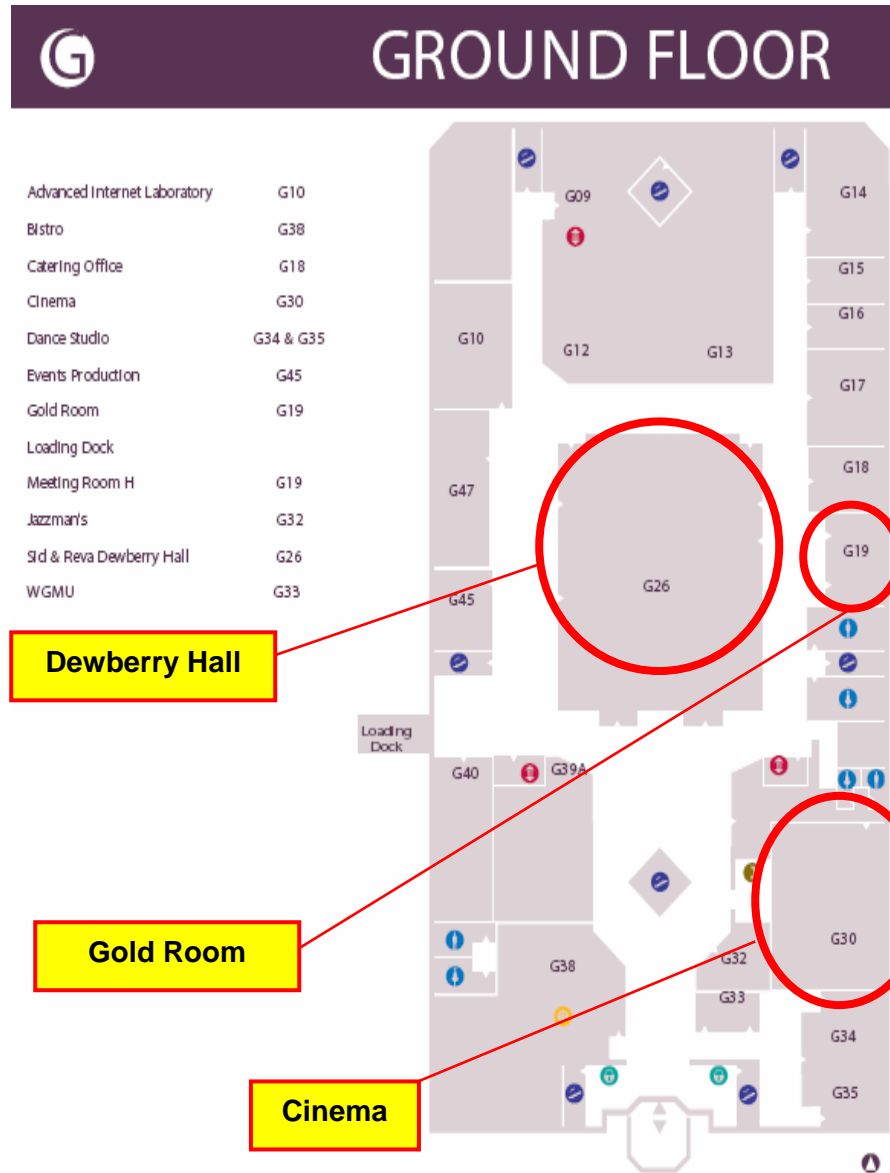 G GROUND FLOOR
Advanced Internet Laboratory G10
Bistro G38
Catering Office G18
Cinema G30
Dance Studio G34 & G35
Events Production G45
Gold Room G19
Loading Dock
Meeting Room H G19
Jazzman's G32
Sid & Reva Dewberry Hall G26
WGMU G33
G09
G14
G15
G16
G10
G12
G13
G17
G18
G47
G19
G26
G45
Dewberry Hall
Loading
Dock
G40
G39A
Gold Room
G30
G38
G32
G33
G34
Cinema
G35